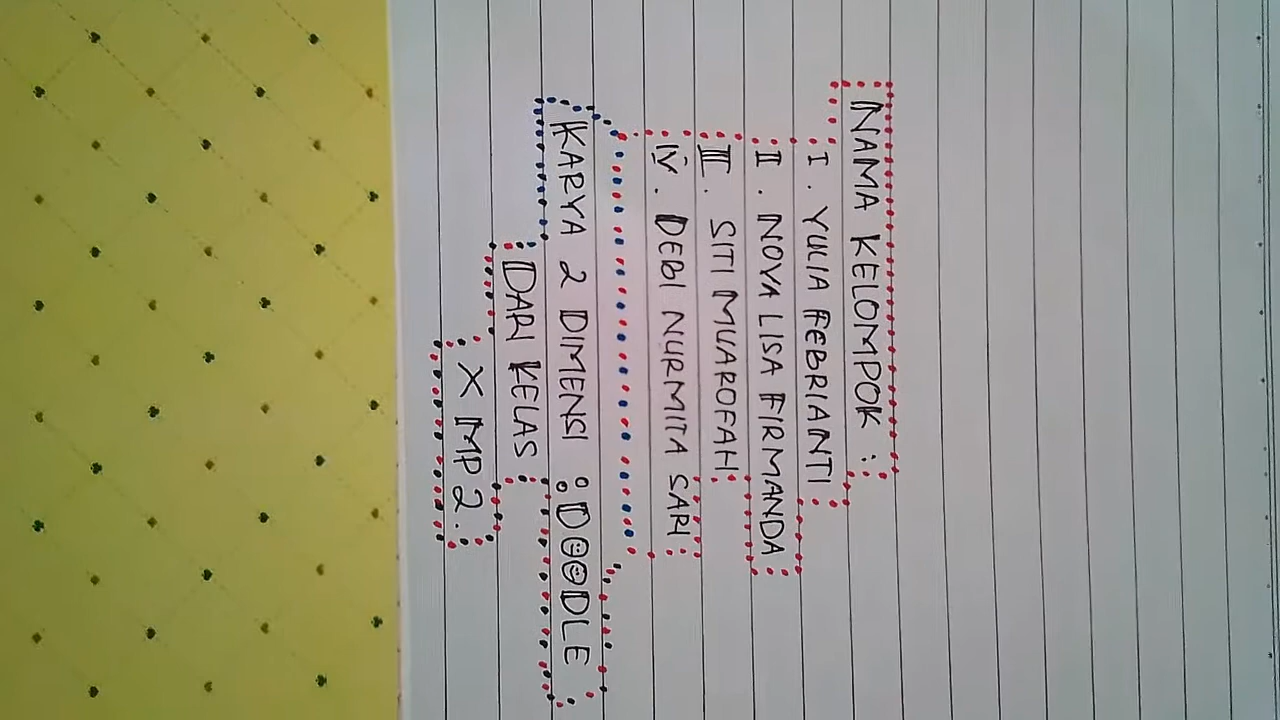 NAMA KELOMPOK :
I . YULIA FEBRIANTI
II . NOVA LISA FIRMANDA
III . SITI MUAROFAH
IV . DEBI NURMITA SARI
KARYA 2 DIMENSI : DOODLE
DARI KELAS :
X MP 2 .